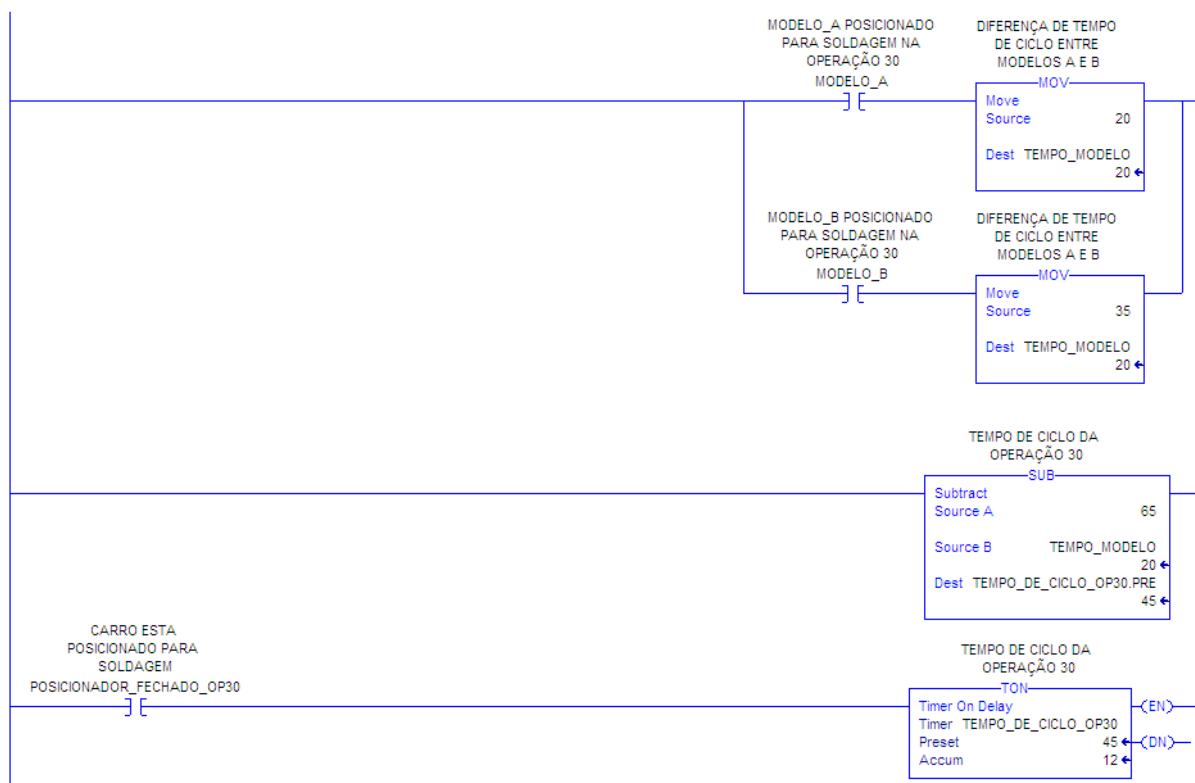 MODELO_A POSICIONADO
PARA SOLDAGEM NA
OPERAÇÃO 30
MODELO_A
DIFERENÇA DE TEMPO
DE CICLO ENTRE
MODELOS A E B
MOV
Move
Source 20
Dest TEMPO_MODELO
20
MODELO_B POSICIONADO
PARA SOLDAGEM NA
OPERAÇÃO 30
MODELO_B
DIFERENÇA DE TEMPO
DE CICLO ENTRE
MODELOS A E B
MOV
Move
Source 35
Dest TEMPO_MODELO
20
TEMPO DE CICLO DA
OPERAÇÃO 30
SUB
Subtract
Source A 65
Source B TEMPO_MODELO
20
Dest TEMPO_DE_CICLO_OP30.PRE
45
CARRO ESTA
POSICIONADO PARA
SOLDAGEM
POSICIONADOR_FECHADO_OP30
TEMPO DE CICLO DA
OPERAÇÃO 30
TON
Timer On Delay (EN)
Timer TEMPO_DE_CICLO_OP30
Preset 45 (DN)
Accum 12